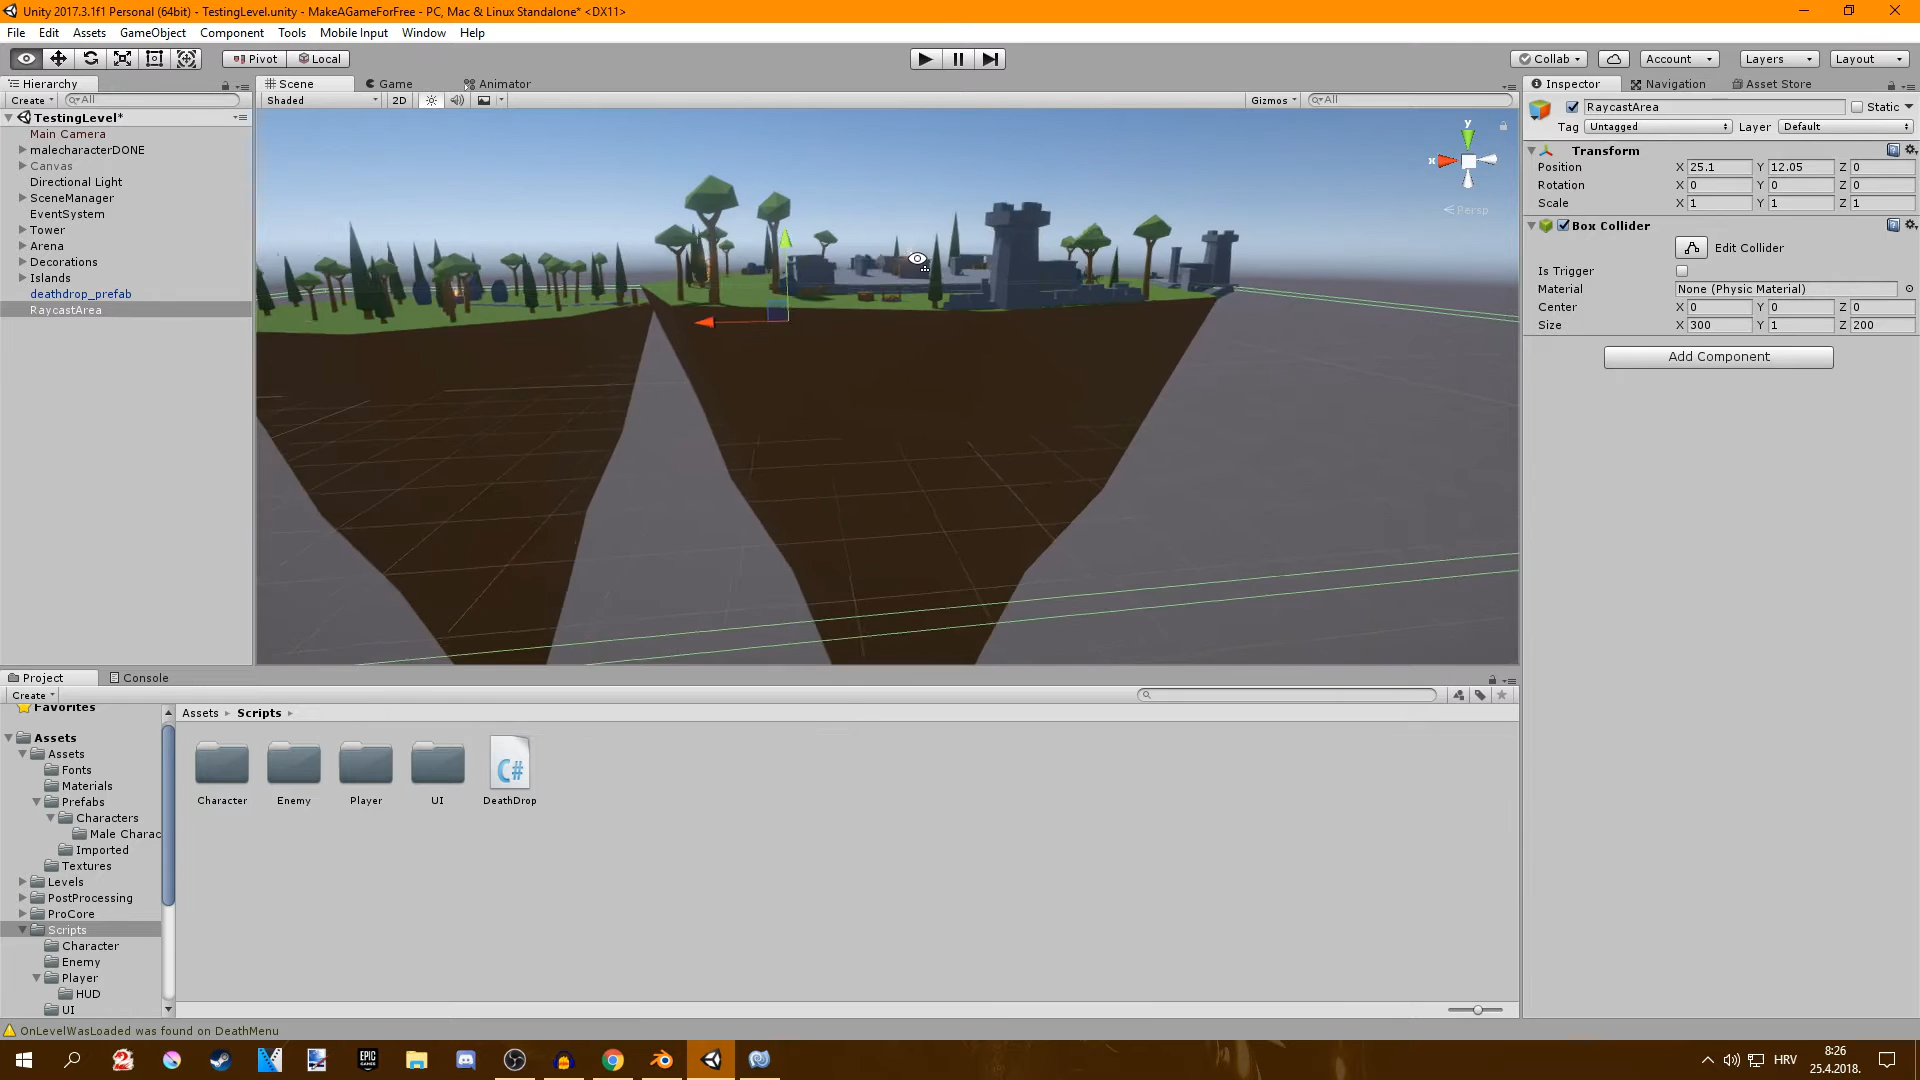 Unity 2017.3.1f1 Personal (64bit) - TestingLevel.unity - MakeAGameForFree - PC, Mac & Linux Standalone* <DX11>
File Edit Assets GameObject Component Tools Mobile Input Window Help
Pivot Local Collab Account Layers Layout
Hierarchy
Create All
TestingLevel*
Main Camera
malecharacterDONE
Canvas
Directional Light
SceneManager
EventSystem
Tower
Arena
Decorations
Islands
deathdrop_prefab
RaycastArea
Scene Game Animator
Shaded 2D Gizmos All
y
x
Persp
Inspector Navigation Asset Store
RaycastArea Static
Tag Untagged Layer Default
Transform
Position X 25.1 Y 12.05 Z 0
Rotation X 0 Y 0 Z 0
Scale X 1 Y 1 Z 1
Box Collider
Edit Collider
Is Trigger
Material None (Physic Material)
Center X 0 Y 0 Z 0
Size X 300 Y 1 Z 200
Add Component
Project Console
Create
Favorites
Assets
Assets
Fonts
Materials
Prefabs
Characters
Male Charac
Imported
Textures
Levels
PostProcessing
ProCore
Scripts
Character
Enemy
Player
HUD
UI
Assets Scripts
C#
Character Enemy Player UI DeathDrop
OnLevelWasLoaded was found on DeathMenu
EPIC GAMES
HRV
8:26
25.4.2018.